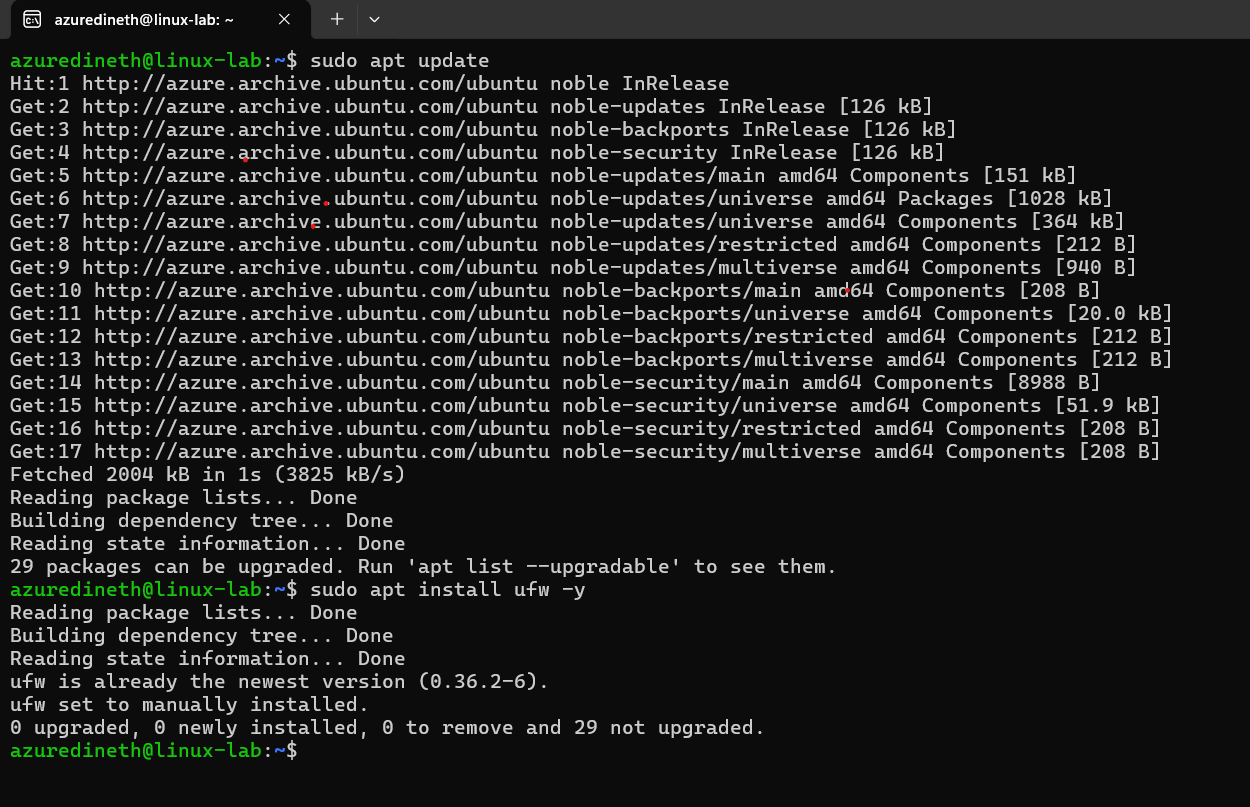 azuredineth@linux-lab: ~
azuredineth@linux-lab:~$ sudo apt update
Hit:1 http://azure.archive.ubuntu.com/ubuntu noble InRelease
Get:2 http://azure.archive.ubuntu.com/ubuntu noble-updates InRelease [126 kB]
Get:3 http://azure.archive.ubuntu.com/ubuntu noble-backports InRelease [126 kB]
Get:4 http://azure.archive.ubuntu.com/ubuntu noble-security InRelease [126 kB]
Get:5 http://azure.archive.ubuntu.com/ubuntu noble-updates/main amd64 Components [151 kB]
Get:6 http://azure.archive.ubuntu.com/ubuntu noble-updates/universe amd64 Packages [1028 kB]
Get:7 http://azure.archive.ubuntu.com/ubuntu noble-updates/universe amd64 Components [364 kB]
Get:8 http://azure.archive.ubuntu.com/ubuntu noble-updates/restricted amd64 Components [212 B]
Get:9 http://azure.archive.ubuntu.com/ubuntu noble-updates/multiverse amd64 Components [940 B]
Get:10 http://azure.archive.ubuntu.com/ubuntu noble-backports/main amd64 Components [208 B]
Get:11 http://azure.archive.ubuntu.com/ubuntu noble-backports/universe amd64 Components [20.0 kB]
Get:12 http://azure.archive.ubuntu.com/ubuntu noble-backports/restricted amd64 Components [212 B]
Get:13 http://azure.archive.ubuntu.com/ubuntu noble-backports/multiverse amd64 Components [212 B]
Get:14 http://azure.archive.ubuntu.com/ubuntu noble-security/main amd64 Components [8988 B]
Get:15 http://azure.archive.ubuntu.com/ubuntu noble-security/universe amd64 Components [51.9 kB]
Get:16 http://azure.archive.ubuntu.com/ubuntu noble-security/restricted amd64 Components [208 B]
Get:17 http://azure.archive.ubuntu.com/ubuntu noble-security/multiverse amd64 Components [208 B]
Fetched 2004 kB in 1s (3825 kB/s)
Reading package lists... Done
Building dependency tree... Done
Reading state information... Done
29 packages can be upgraded. Run 'apt list --upgradable' to see them.
azuredineth@linux-lab:~$ sudo apt install ufw -y
Reading package lists... Done
Building dependency tree... Done
Reading state information... Done
ufw is already the newest version (0.36.2-6).
ufw set to manually installed.
0 upgraded, 0 newly installed, 0 to remove and 29 not upgraded.
azuredineth@linux-lab:~$